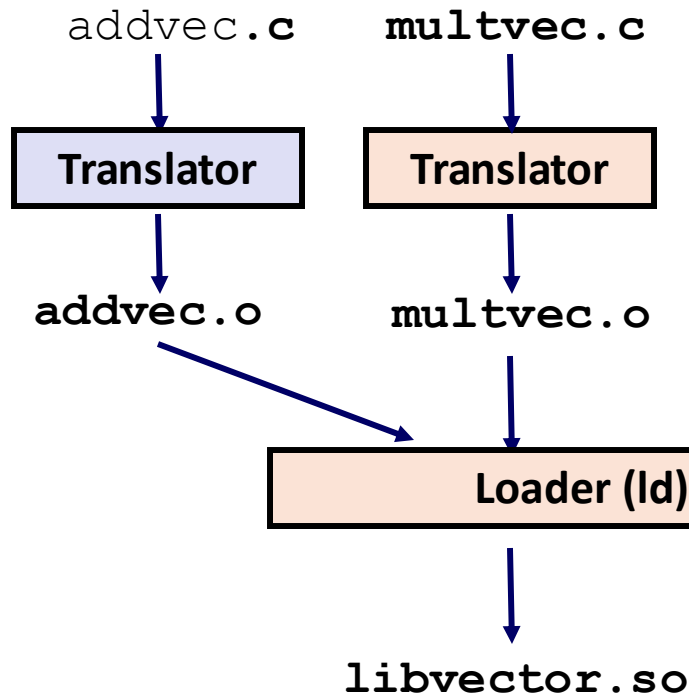 addvec.c multvec.c
Translator Translator
addvec.o multvec.o
Loader (ld)
libvector.so